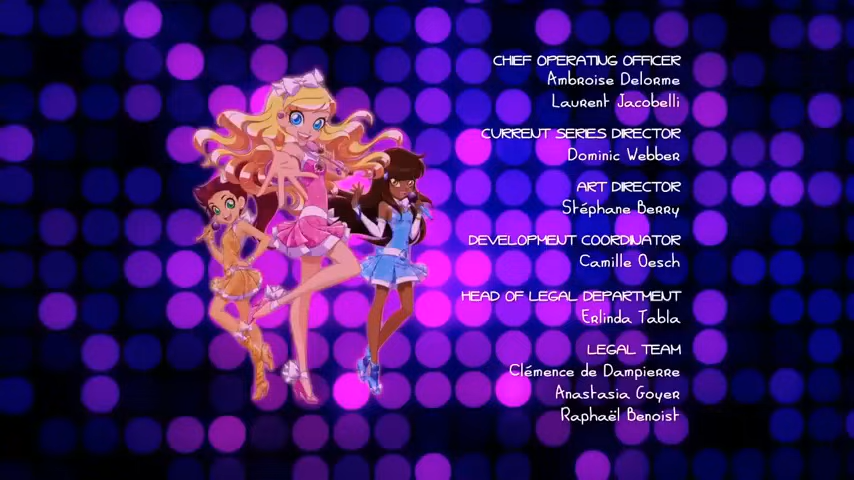 CHIEF OPERATING OFFICER
Ambroise Delorme
Laurent Jacobelli
CURRENT SERIES DIRECTOR
Dominic Webber
ART DIRECTOR
Stéphane Berry
DEVELOPMENT COORDINATOR
Camille Oesch
HEAD OF LEGAL DEPARTMENT
Erlinda Tabla
LEGAL TEAM
Clémence de Dampierre
Anastasia Goyer
Raphaël Benoist